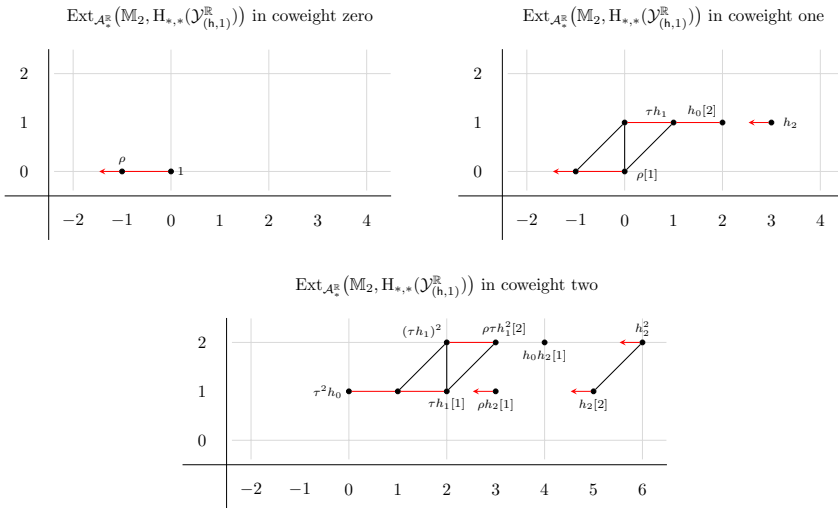 Ext_{𝒜_*^ℝ}(𝕄_2, H_{*,*}(𝒴^ℝ_{(h,1)})) in coweight zero
2
1
0
ρ
1
−2 −1 0 1 2 3 4
Ext_{𝒜_*^ℝ}(𝕄_2, H_{*,*}(𝒴^ℝ_{(h,1)})) in coweight one
2
1
0
τh_1
h_0[2]
h_2
ρ[1]
−2 −1 0 1 2 3 4
Ext_{𝒜_*^ℝ}(𝕄_2, H_{*,*}(𝒴^ℝ_{(h,1)})) in coweight two
2
1
0
(τh_1)^2
ρτh_1^2[2]
h_0h_2[1]
h_2^2
τ^2h_0
τh_1[1]
ρh_2[1]
h_2[2]
−2 −1 0 1 2 3 4 5 6